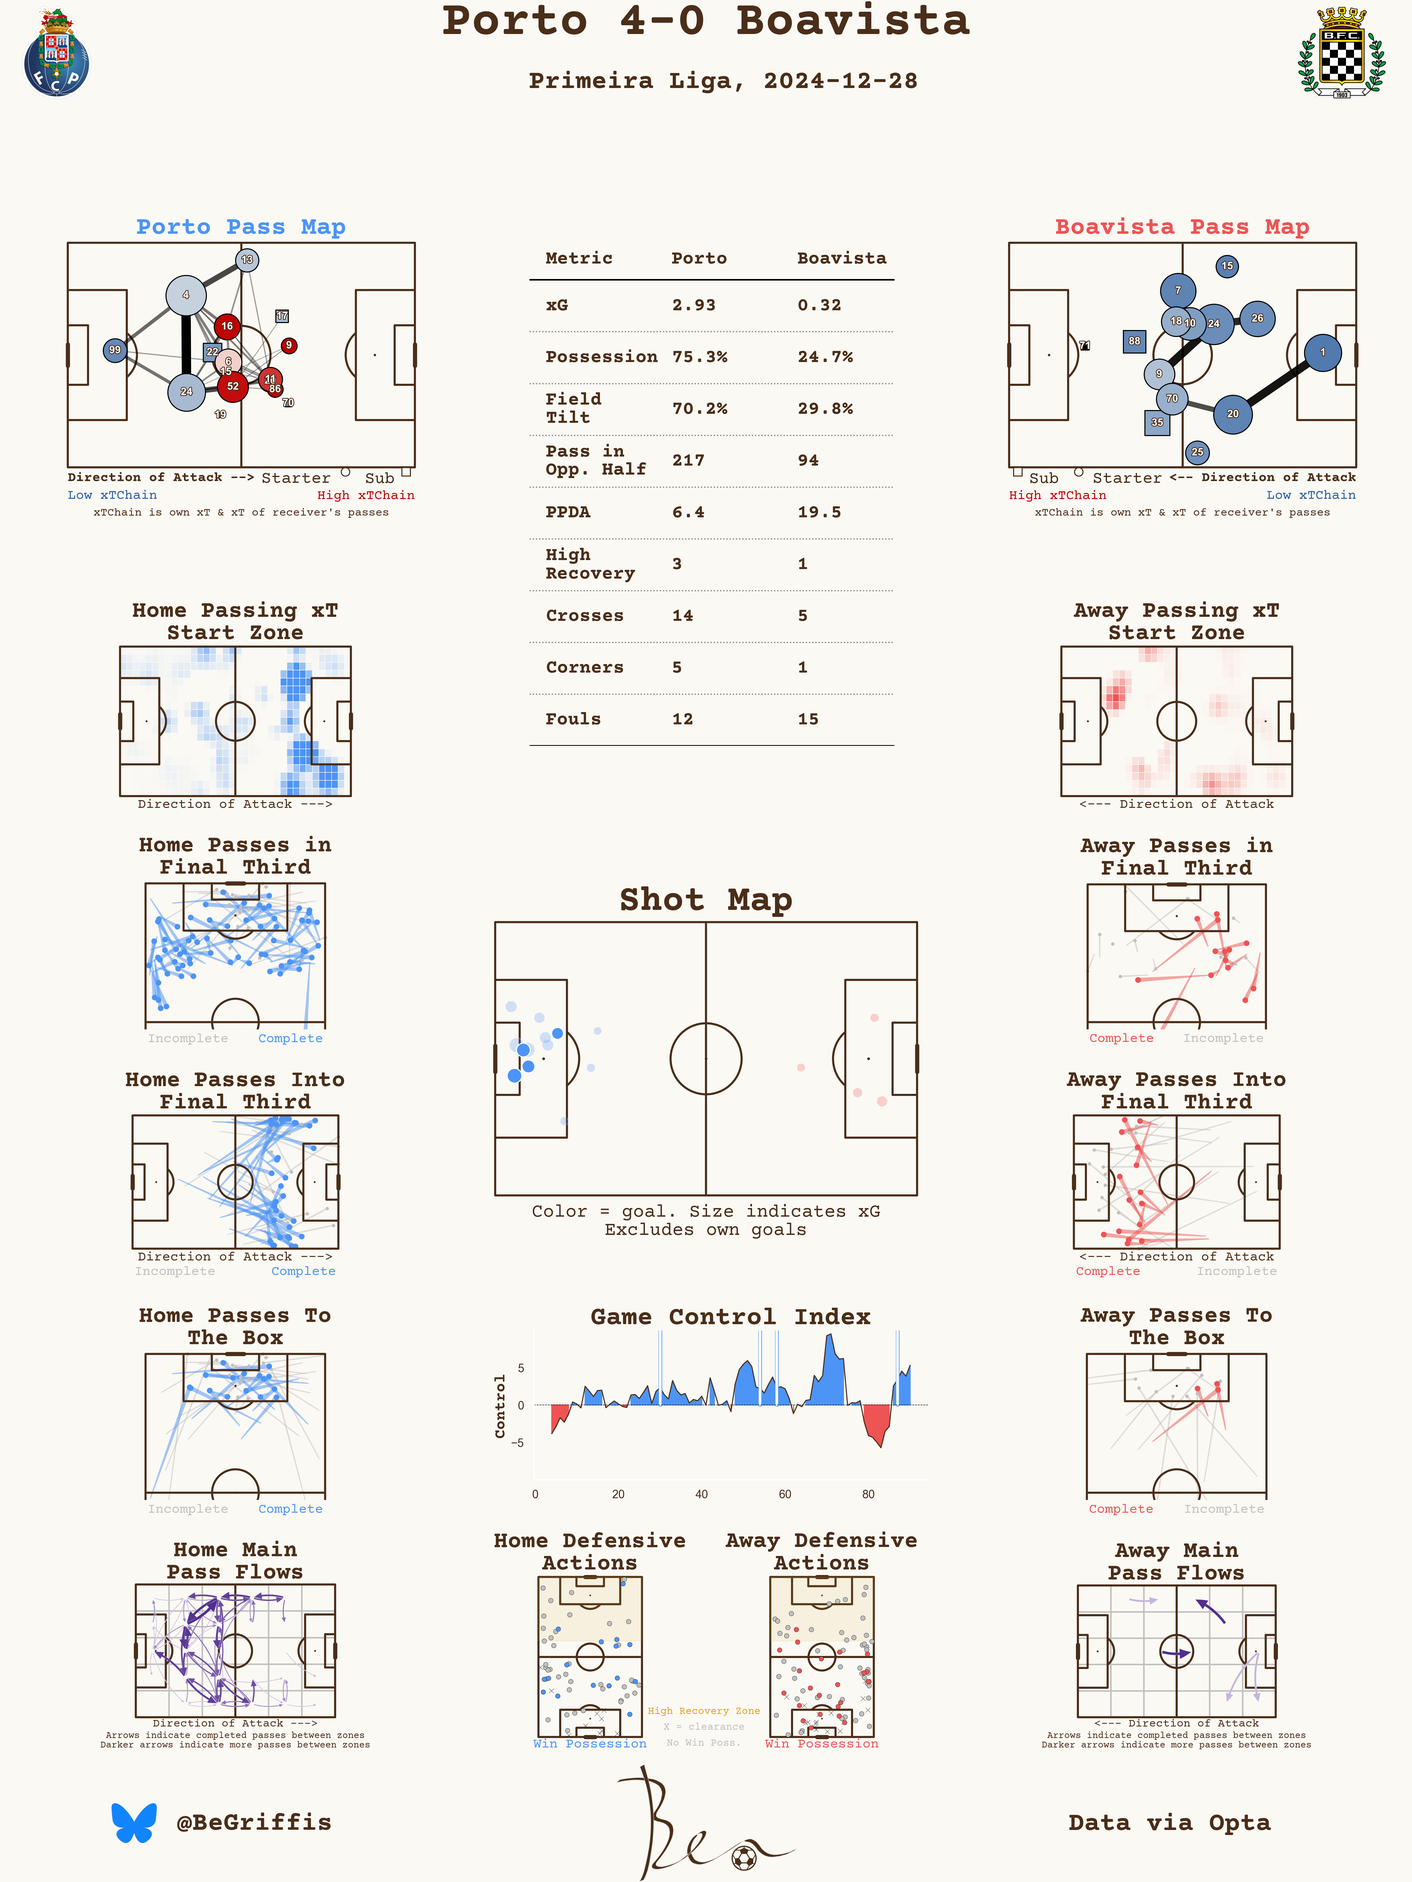 Porto 4-0 Boavista
Primeira Liga, 2024-12-28
F C P
B.F.C.
1903
Porto Pass Map
13
4
17
16
9
99
22
6
15
11
52
86
24
70
19
Direction of Attack --> Starter Sub
Low xTChain High xTChain
xTChain is own xT & xT of receiver's passes
Metric Porto Boavista
xG 2.93 0.32
Possession 75.3% 24.7%
Field
Tilt 70.2% 29.8%
Pass in
Opp. Half 217 94
PPDA 6.4 19.5
High
Recovery 3 1
Crosses 14 5
Corners 5 1
Fouls 12 15
Boavista Pass Map
15
7
18 10 24 26
88
71
1
9
70
20
35
25
Sub Starter <-- Direction of Attack
High xTChain Low xTChain
xTChain is own xT & xT of receiver's passes
Home Passing xT
Start Zone
Direction of Attack --->
Away Passing xT
Start Zone
<--- Direction of Attack
Home Passes in
Final Third
Incomplete Complete
Shot Map
Color = goal. Size indicates xG
Excludes own goals
Away Passes in
Final Third
Complete Incomplete
Home Passes Into
Final Third
Direction of Attack --->
Incomplete Complete
Away Passes Into
Final Third
<--- Direction of Attack
Complete Incomplete
Home Passes To
The Box
Incomplete Complete
Game Control Index
Control
5
0
−5
0 20 40 60 80
Away Passes To
The Box
Complete Incomplete
Home Main
Pass Flows
Direction of Attack --->
Arrows indicate completed passes between zones
Darker arrows indicate more passes between zones
Home Defensive
Actions
Win Possession
High Recovery Zone
X = clearance
No Win Poss.
Away Defensive
Actions
Win Possession
Away Main
Pass Flows
<--- Direction of Attack
Arrows indicate completed passes between zones
Darker arrows indicate more passes between zones
@BeGriffis
Ben
Data via Opta